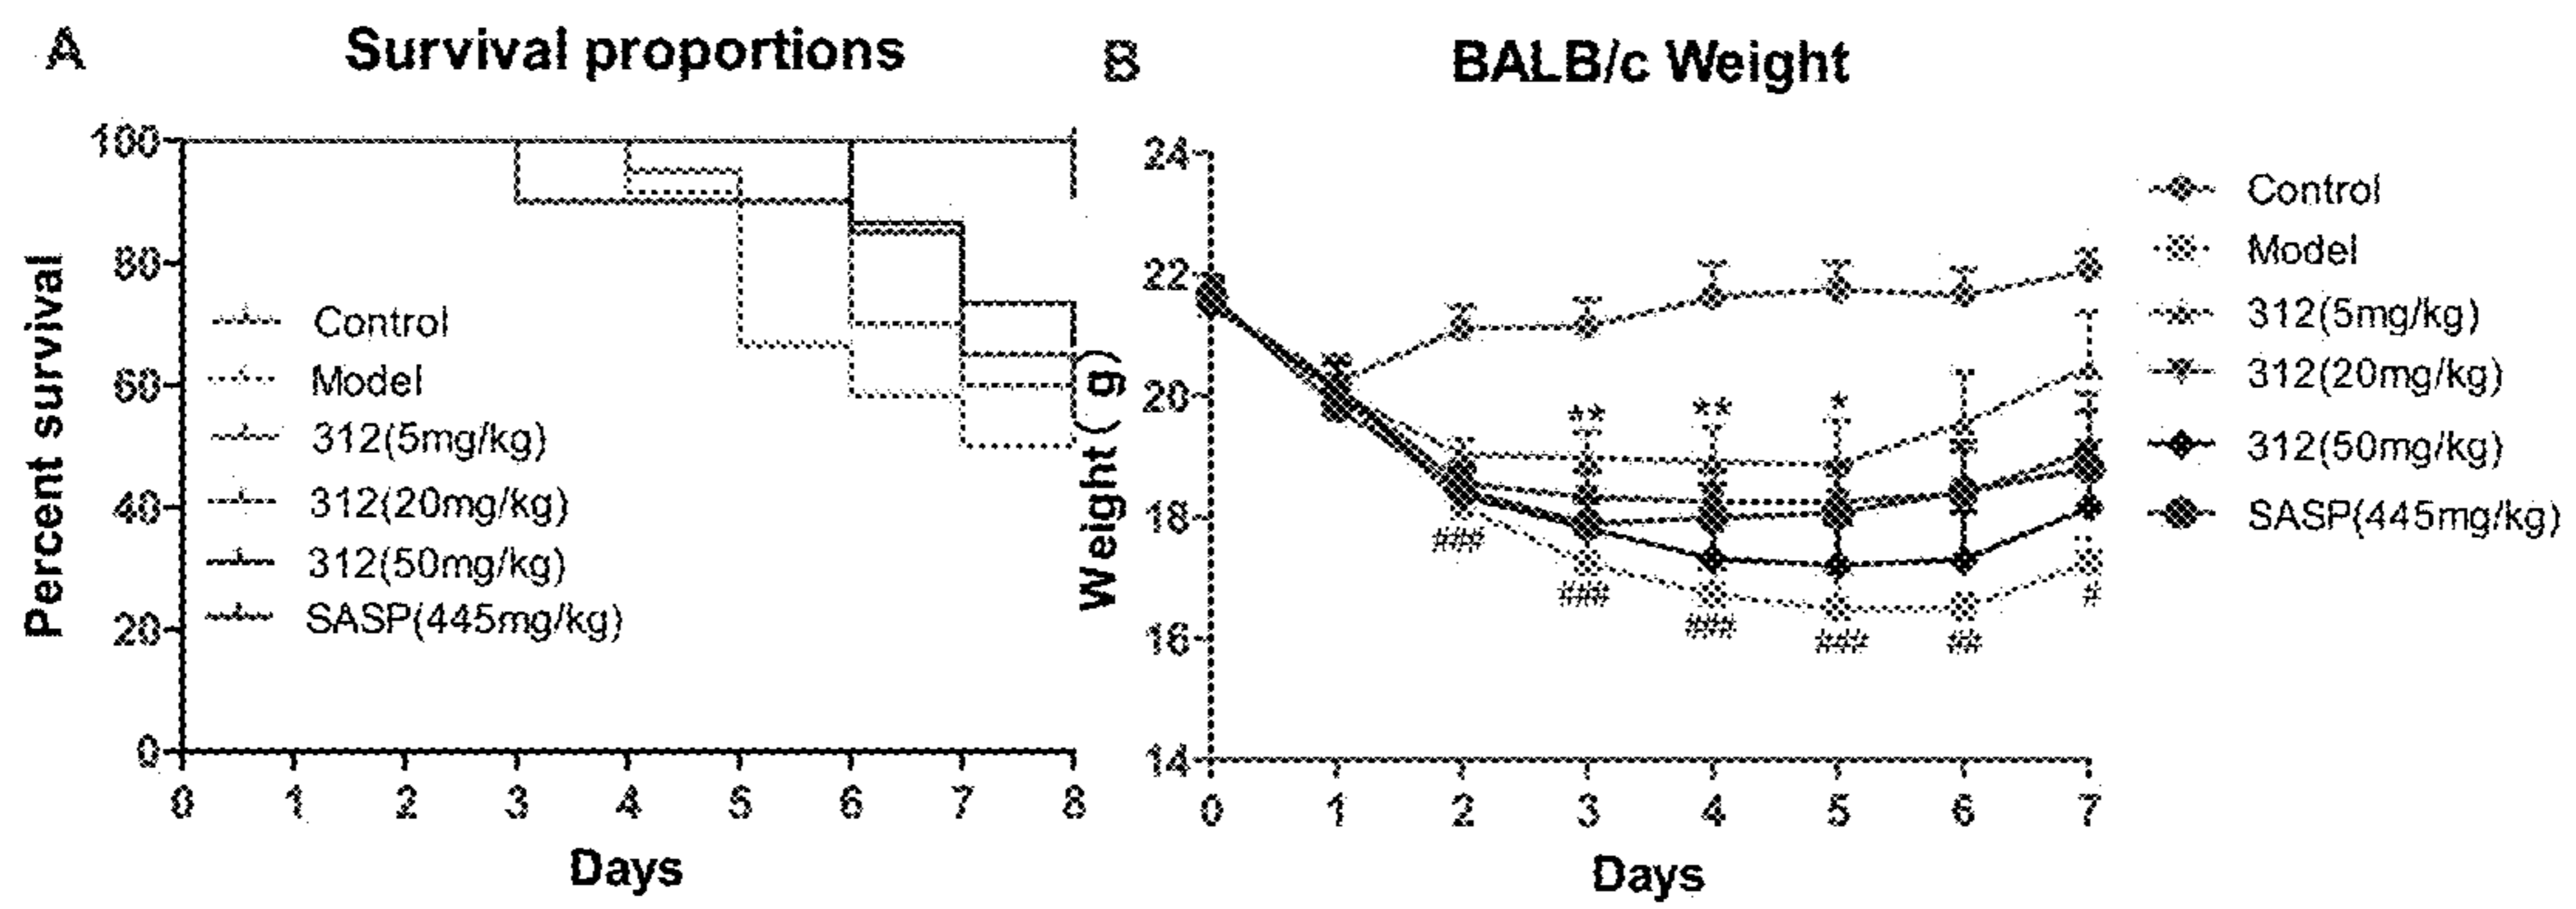 A
Survival proportions
Percent survival
100
80
60
40
20
0
Control
Model
312(5mg/kg)
312(20mg/kg)
312(50mg/kg)
SASP(445mg/kg)
0 1 2 3 4 5 6 7 8
Days
B
BALB/c Weight
Weight ( g)
24
22
20
18
16
14
** ** *
### ### ### ### ## #
0 1 2 3 4 5 6 7
Days
Control
Model
312(5mg/kg)
312(20mg/kg)
312(50mg/kg)
SASP(445mg/kg)